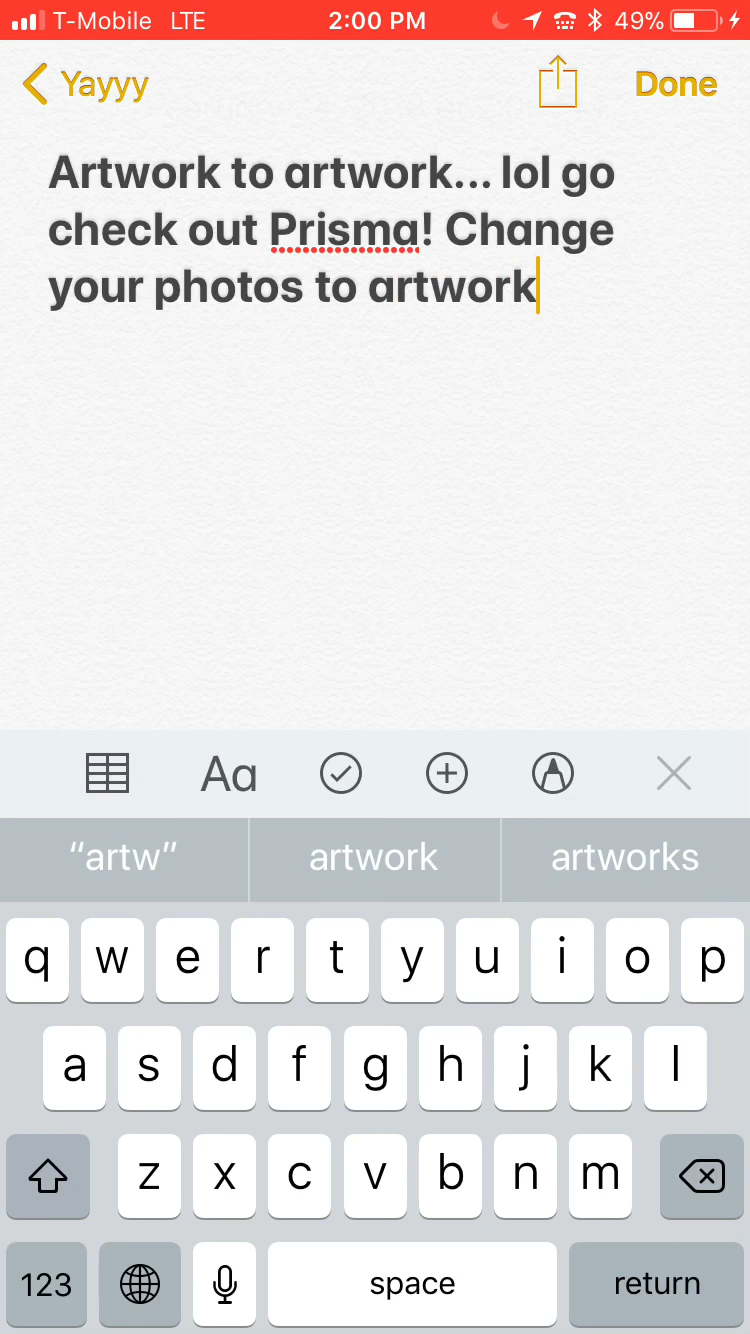 T-Mobile LTE 2:00 PM 49%
Yayyy Done
Artwork to artwork... lol go
check out Prisma! Change
your photos to artwork
Aa
“artw” artwork artworks
q w e r t y u i o p
a s d f g h j k l
z x c v b n m
123 space return